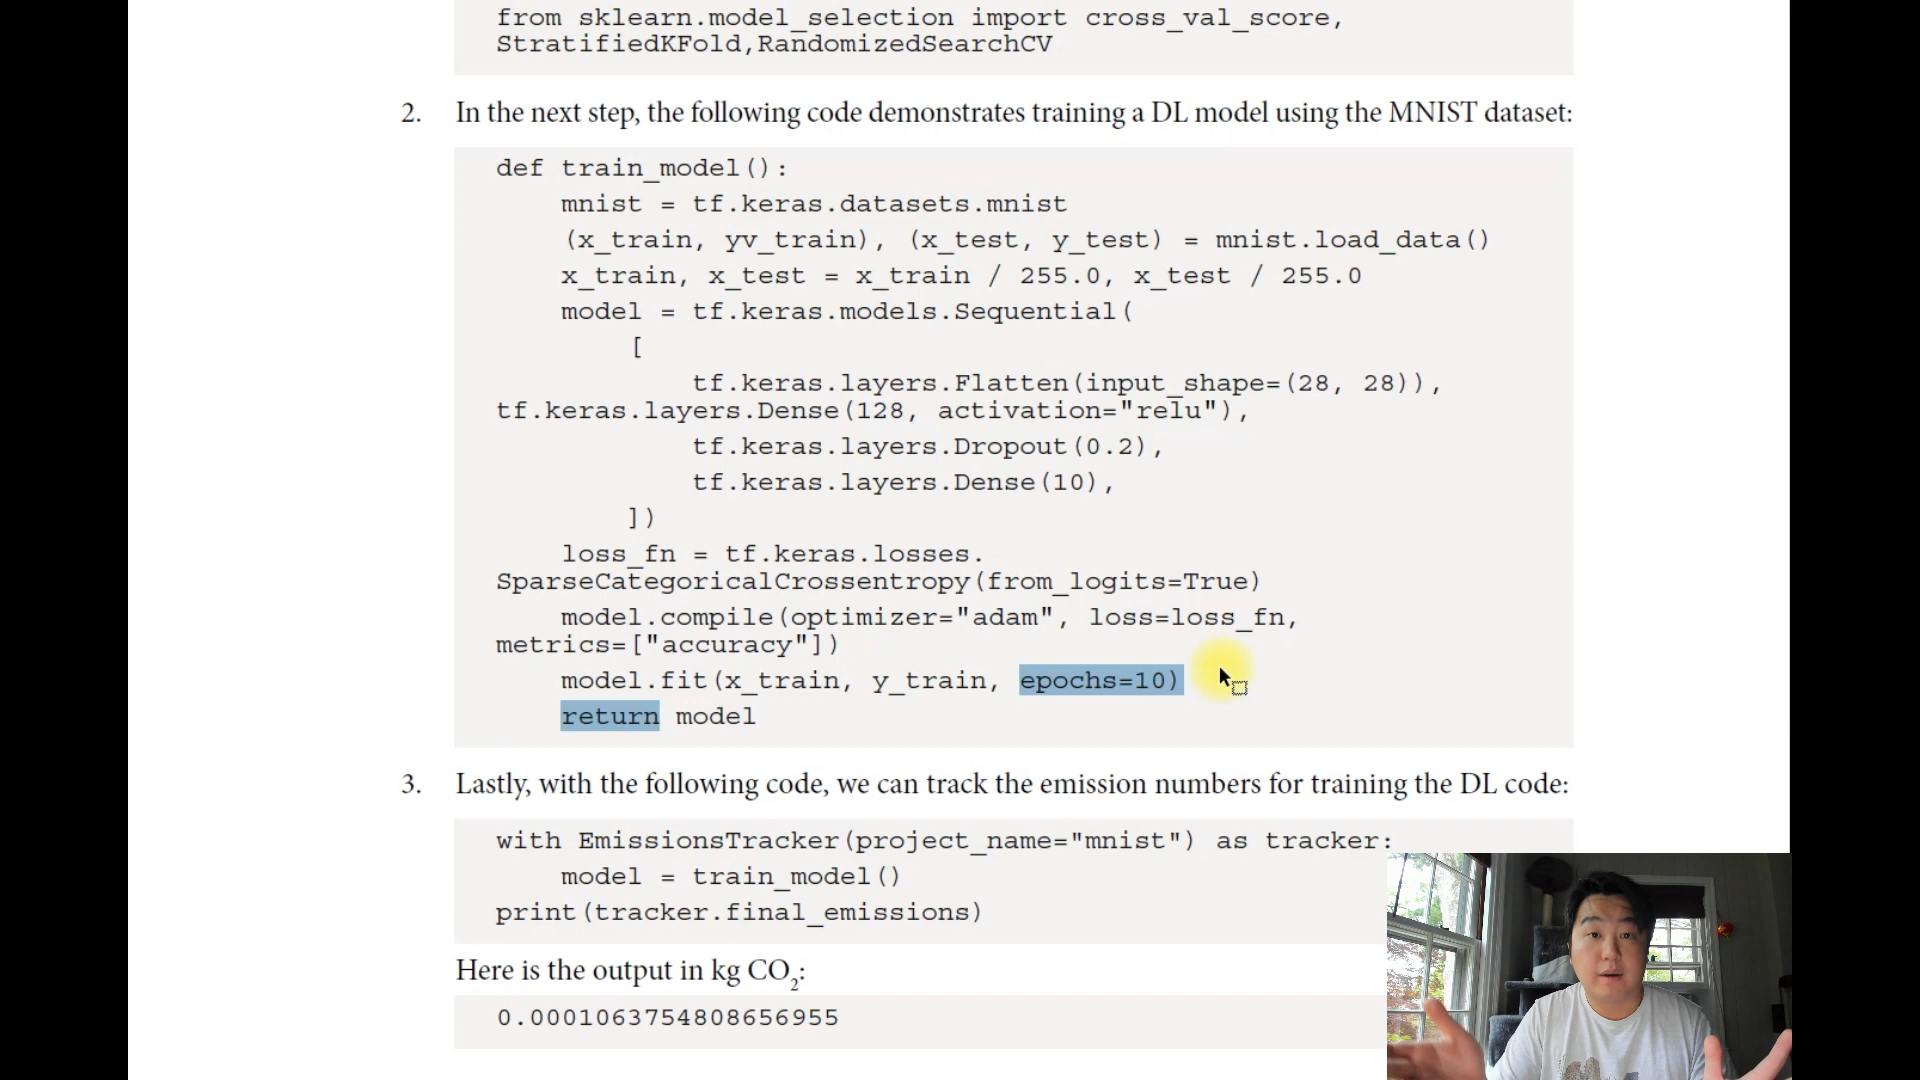 from sklearn.model_selection import cross_val_score,
StratifiedKFold,RandomizedSearchCV
2. In the next step, the following code demonstrates training a DL model using the MNIST dataset:
def train_model():
mnist = tf.keras.datasets.mnist
(x_train, yv_train), (x_test, y_test) = mnist.load_data()
x_train, x_test = x_train / 255.0, x_test / 255.0
model = tf.keras.models.Sequential(
[
tf.keras.layers.Flatten(input_shape=(28, 28)),
tf.keras.layers.Dense(128, activation="relu"),
tf.keras.layers.Dropout(0.2),
tf.keras.layers.Dense(10),
])
loss_fn = tf.keras.losses.
SparseCategoricalCrossentropy(from_logits=True)
model.compile(optimizer="adam", loss=loss_fn,
metrics=["accuracy"])
model.fit(x_train, y_train, epochs=10)
return model
3. Lastly, with the following code, we can track the emission numbers for training the DL code:
with EmissionsTracker(project_name="mnist") as tracker:
model = train_model()
print(tracker.final_emissions)
Here is the output in kg CO2:
0.0001063754808656955